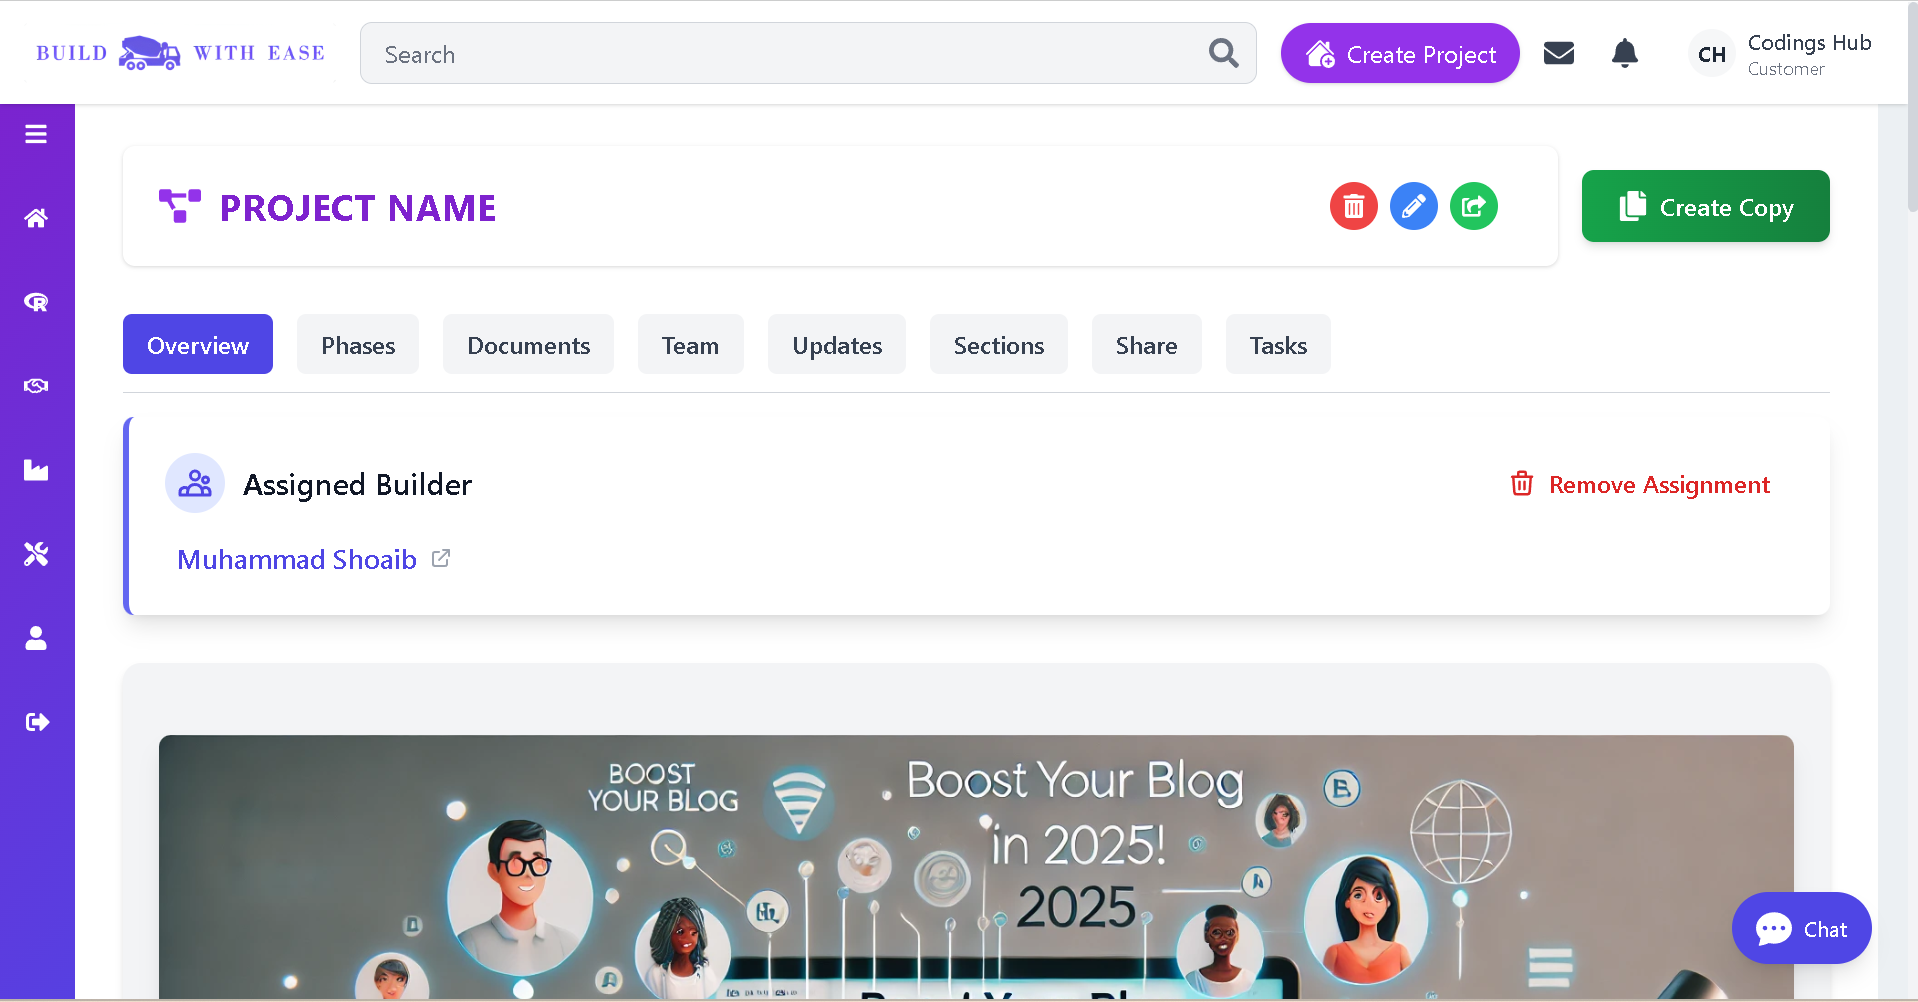 BUILD WITH EASE
Search
Create Project
CH
Codings Hub
Customer
PROJECT NAME
Create Copy
Overview
Phases
Documents
Team
Updates
Sections
Share
Tasks
Assigned Builder
Remove Assignment
Muhammad Shoaib
BOOST
YOUR BLOG
Boost Your Blog
in 2025!
2025
B
Chat